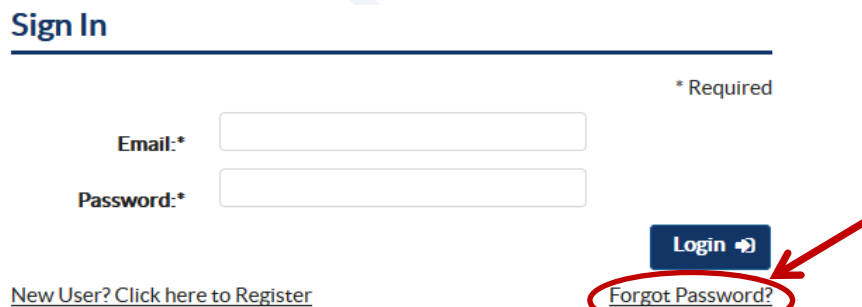 Sign In
* Required
Email:*
Password:*
Login
New User? Click here to Register
Forgot Password?